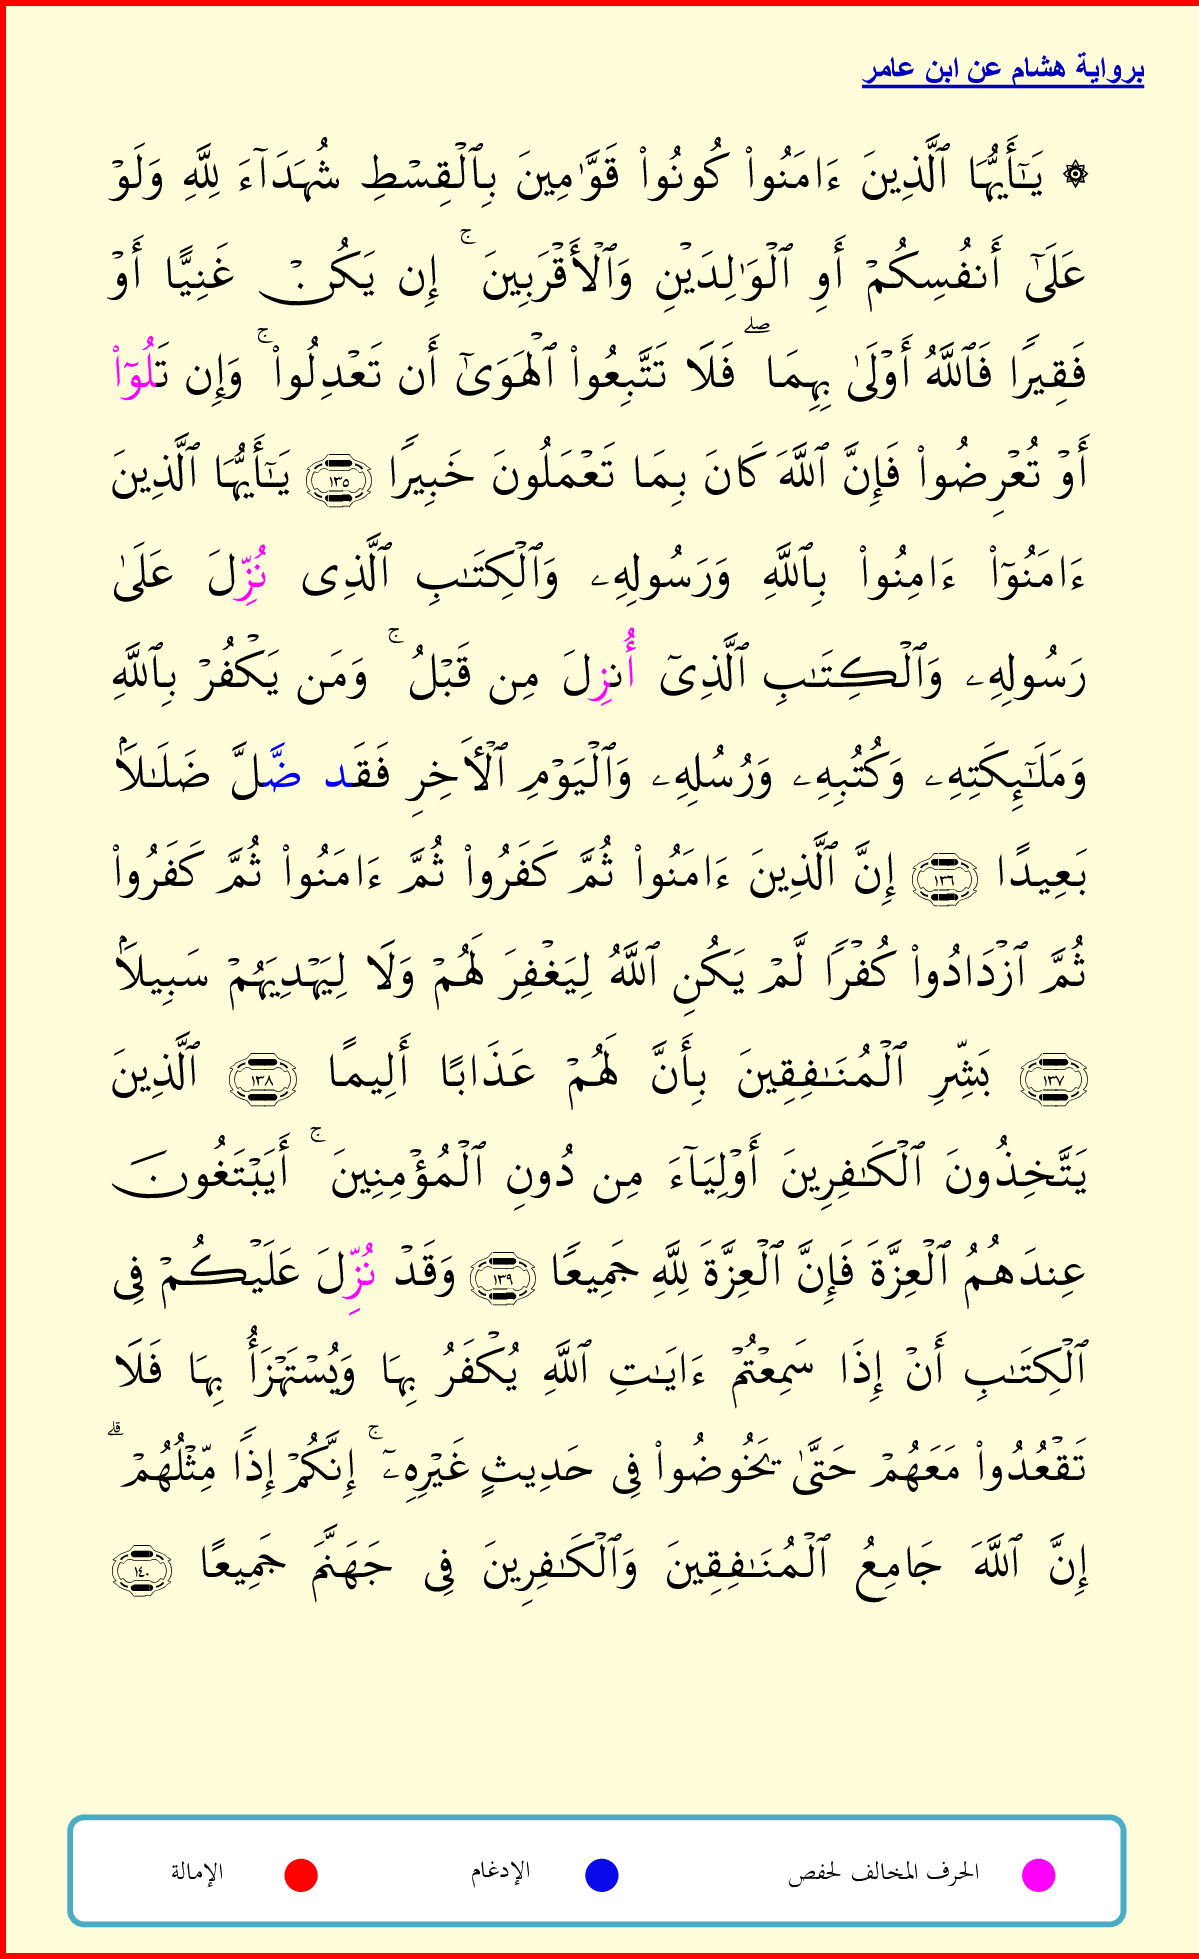 برواية هشام عن ابن عامر
۞ يَٰٓأَيُّهَا ٱلَّذِينَ ءَامَنُوا۟ كُونُوا۟ قَوَّٰمِينَ بِٱلْقِسْطِ شُهَدَآءَ لِلَّهِ وَلَوْ
عَلَىٰٓ أَنفُسِكُمْ أَوِ ٱلْوَٰلِدَيْنِ وَٱلْأَقْرَبِينَ ۚ إِن يَكُنْ غَنِيًّا أَوْ
فَقِيرًا فَٱللَّهُ أَوْلَىٰ بِهِمَا ۖ فَلَا تَتَّبِعُوا۟ ٱلْهَوَىٰٓ أَن تَعْدِلُوا۟ ۚ وَإِن تَلُوٓا۟
أَوْ تُعْرِضُوا۟ فَإِنَّ ٱللَّهَ كَانَ بِمَا تَعْمَلُونَ خَبِيرًا ١٣٥ يَٰٓأَيُّهَا ٱلَّذِينَ
ءَامَنُوٓا۟ ءَامِنُوا۟ بِٱللَّهِ وَرَسُولِهِۦ وَٱلْكِتَٰبِ ٱلَّذِى نُزِّلَ عَلَىٰ
رَسُولِهِۦ وَٱلْكِتَٰبِ ٱلَّذِىٓ أُنزِلَ مِن قَبْلُ ۚ وَمَن يَكْفُرْ بِٱللَّهِ
وَمَلَٰٓئِكَتِهِۦ وَكُتُبِهِۦ وَرُسُلِهِۦ وَٱلْيَوْمِ ٱلْأَخِرِ فَقَد ضَّلَّ ضَلَٰلًۢا
بَعِيدًا ١٣٦ إِنَّ ٱلَّذِينَ ءَامَنُوا۟ ثُمَّ كَفَرُوا۟ ثُمَّ ءَامَنُوا۟ ثُمَّ كَفَرُوا۟
ثُمَّ ٱزْدَادُوا۟ كُفْرًا لَّمْ يَكُنِ ٱللَّهُ لِيَغْفِرَ لَهُمْ وَلَا لِيَهْدِيَهُمْ سَبِيلًۢا
١٣٧ بَشِّرِ ٱلْمُنَٰفِقِينَ بِأَنَّ لَهُمْ عَذَابًا أَلِيمًا ١٣٨ ٱلَّذِينَ
يَتَّخِذُونَ ٱلْكَٰفِرِينَ أَوْلِيَآءَ مِن دُونِ ٱلْمُؤْمِنِينَ ۚ أَيَبْتَغُونَ
عِندَهُمُ ٱلْعِزَّةَ فَإِنَّ ٱلْعِزَّةَ لِلَّهِ جَمِيعًا ١٣٩ وَقَدْ نُزِّلَ عَلَيْكُمْ فِى
ٱلْكِتَٰبِ أَنْ إِذَا سَمِعْتُمْ ءَايَٰتِ ٱللَّهِ يُكْفَرُ بِهَا وَيُسْتَهْزَأُ بِهَا فَلَا
تَقْعُدُوا۟ مَعَهُمْ حَتَّىٰ يَخُوضُوا۟ فِى حَدِيثٍ غَيْرِهِۦٓ ۚ إِنَّكُمْ إِذًا مِّثْلُهُمْ ۗ
إِنَّ ٱللَّهَ جَامِعُ ٱلْمُنَٰفِقِينَ وَٱلْكَٰفِرِينَ فِى جَهَنَّمَ جَمِيعًا ١٤٠
الحرف المخالف لحفص الإدغام الإمالة